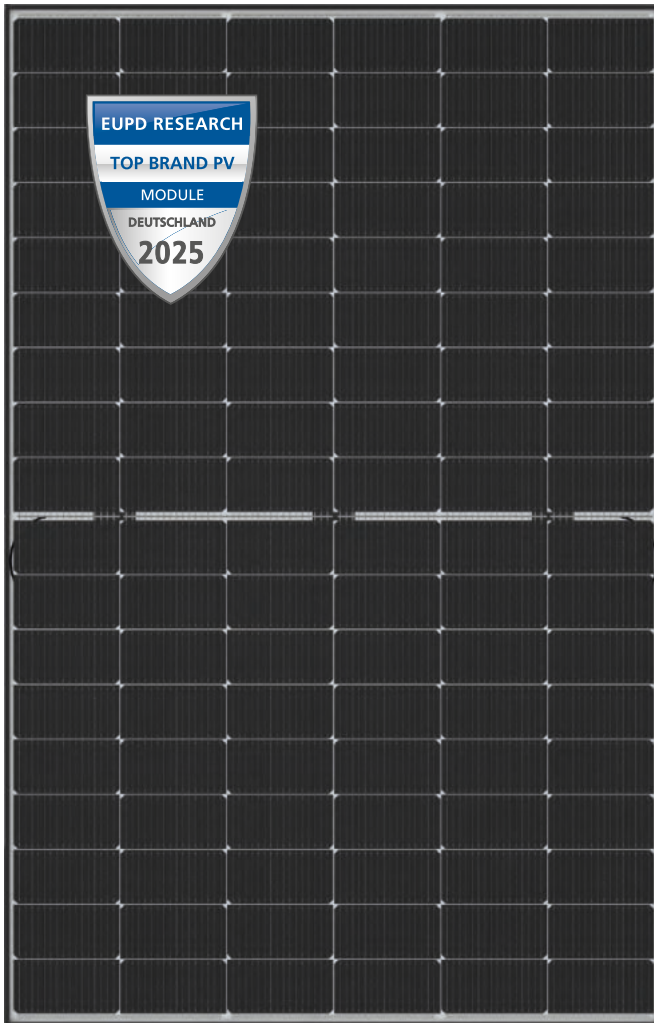 EUPD RESEARCH
TOP BRAND PV
MODULE
DEUTSCHLAND
2025